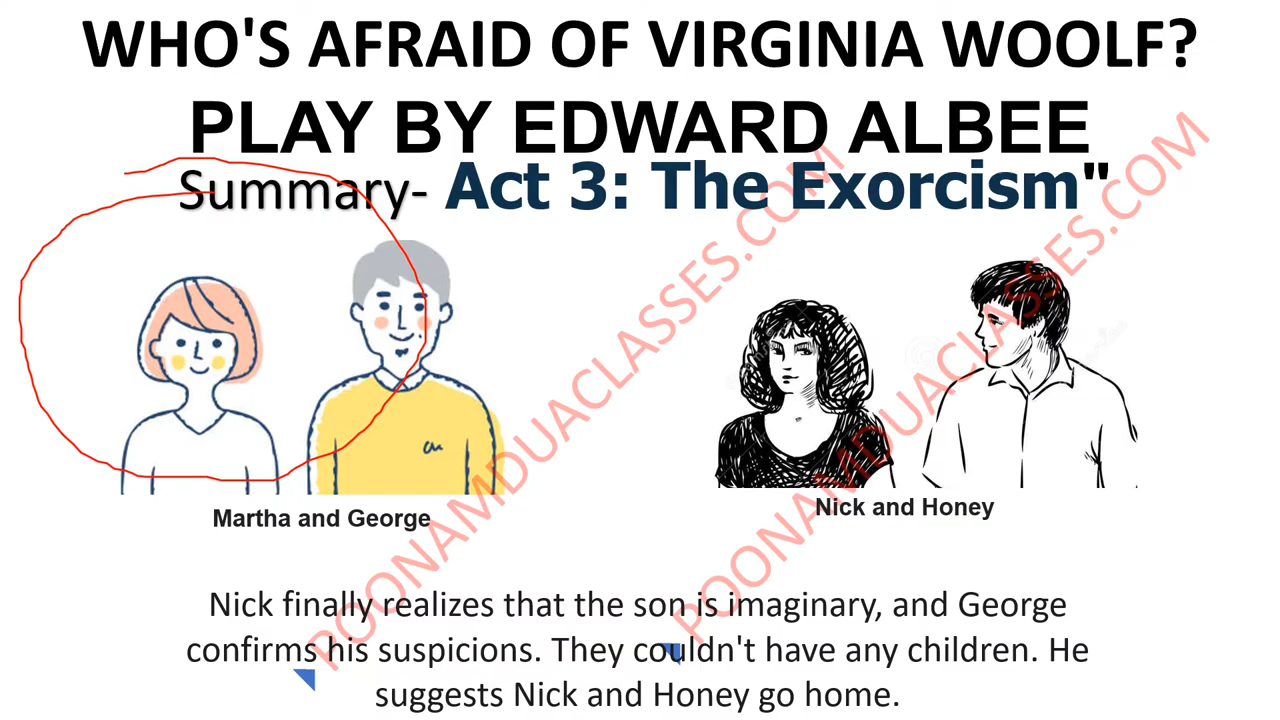 WHO'S AFRAID OF VIRGINIA WOOLF?
PLAY BY EDWARD ALBEE
Summary- Act 3: The Exorcism"
POONAMDUACLASSES.COM
POONAMDUACLASSES.COM
Martha and George
Nick and Honey
Nick finally realizes that the son is imaginary, and George
confirms his suspicions. They couldn't have any children. He
suggests Nick and Honey go home.